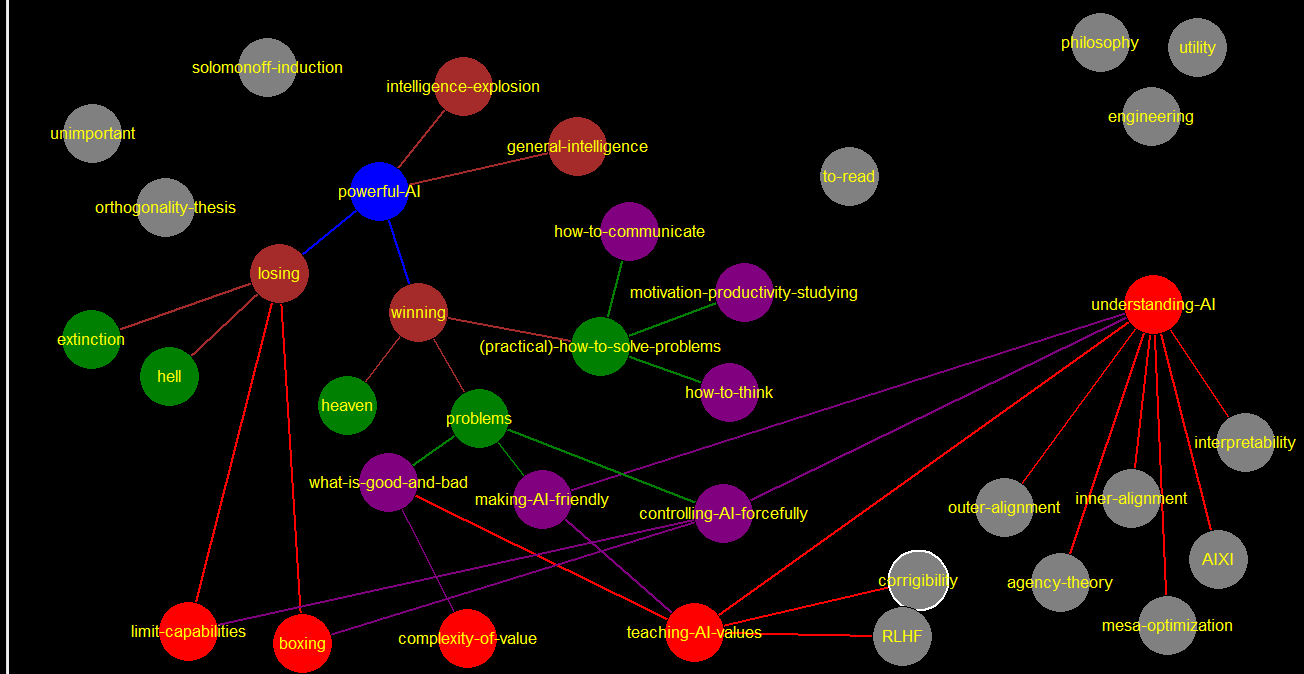 philosophy
utility
solomonoff-induction
intelligence-explosion
engineering
unimportant
general-intelligence
to-read
powerful-AI
orthogonality-thesis
how-to-communicate
losing
motivation-productivity-studying
understanding-AI
winning
extinction
(practical)-how-to-solve-problems
hell
how-to-think
heaven
problems
interpretability
what-is-good-and-bad
making-AI-friendly
inner-alignment
outer-alignment
controlling-AI-forcefully
AIXI
corrigibility
agency-theory
mesa-optimization
limit-capabilities
teaching-AI-values
RLHF
complexity-of-value
boxing